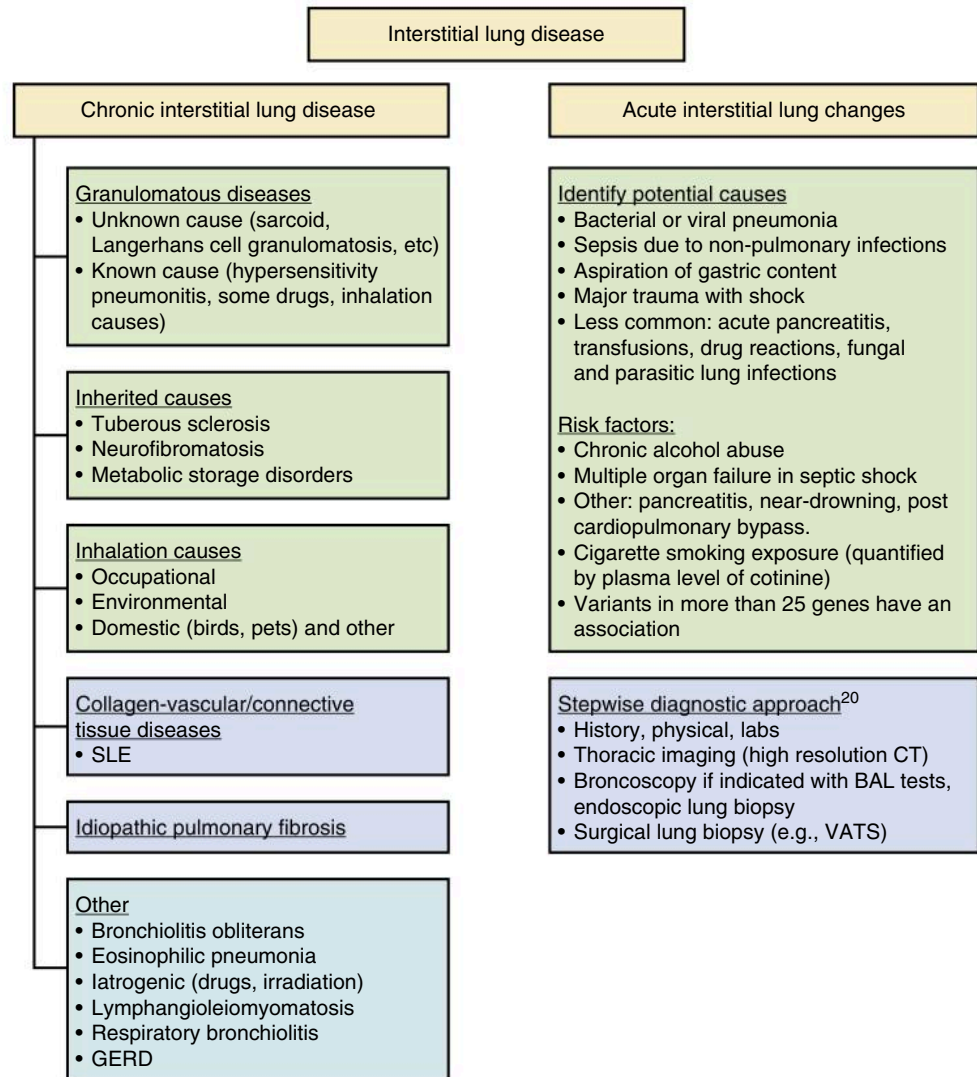 Interstitial lung disease
Chronic interstitial lung disease
Granulomatous diseases
• Unknown cause (sarcoid,
Langerhans cell granulomatosis, etc)
• Known cause (hypersensitivity
pneumonitis, some drugs, inhalation
causes)
Inherited causes
• Tuberous sclerosis
• Neurofibromatosis
• Metabolic storage disorders
Inhalation causes
• Occupational
• Environmental
• Domestic (birds, pets) and other
Collagen-vascular/connective
tissue diseases
• SLE
Idiopathic pulmonary fibrosis
Other
• Bronchiolitis obliterans
• Eosinophilic pneumonia
• Iatrogenic (drugs, irradiation)
• Lymphangioleiomyomatosis
• Respiratory bronchiolitis
• GERD
Acute interstitial lung changes
Identify potential causes
• Bacterial or viral pneumonia
• Sepsis due to non-pulmonary infections
• Aspiration of gastric content
• Major trauma with shock
• Less common: acute pancreatitis,
transfusions, drug reactions, fungal
and parasitic lung infections
Risk factors:
• Chronic alcohol abuse
• Multiple organ failure in septic shock
• Other: pancreatitis, near-drowning, post
cardiopulmonary bypass.
• Cigarette smoking exposure (quantified
by plasma level of cotinine)
• Variants in more than 25 genes have an
association
Stepwise diagnostic approach20
• History, physical, labs
• Thoracic imaging (high resolution CT)
• Broncoscopy if indicated with BAL tests,
endoscopic lung biopsy
• Surgical lung biopsy (e.g., VATS)